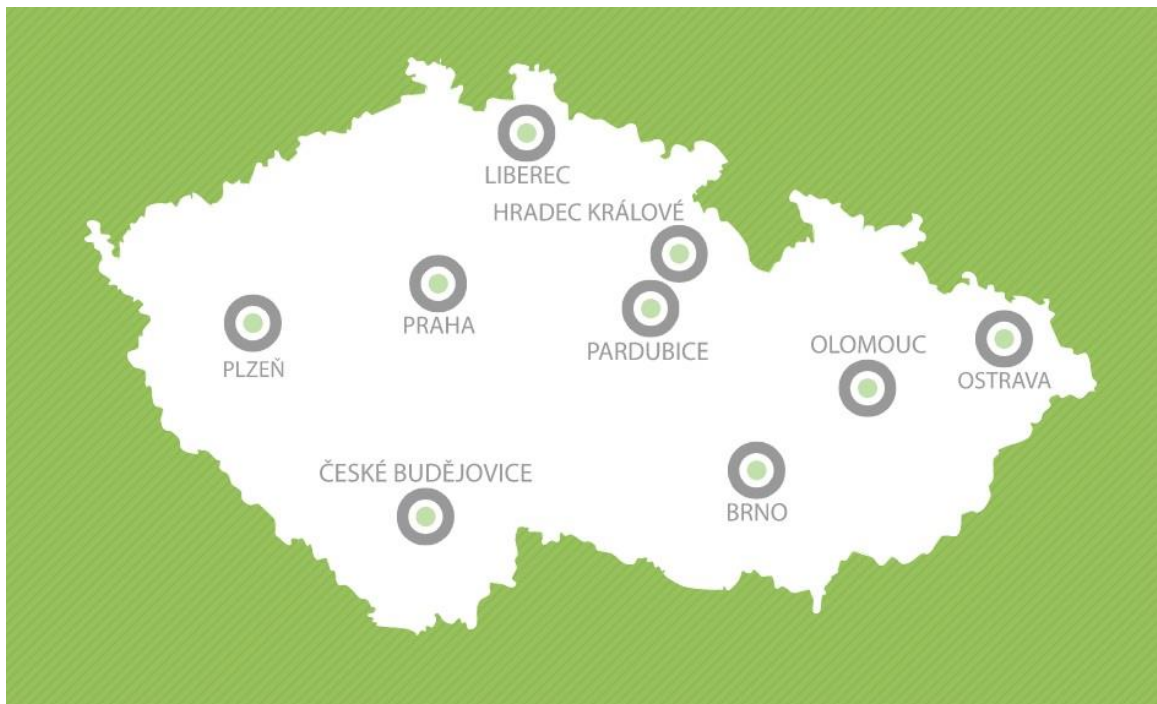 LIBEREC
HRADEC KRÁLOVÉ
PRAHA
PARDUBICE
OLOMOUC
PLZEŇ
OSTRAVA
ČESKÉ BUDĚJOVICE
BRNO